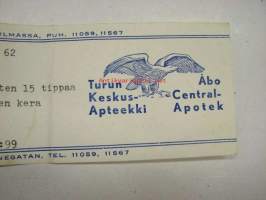 ILMASSA, PUH. 11059, 11567
62
ten 15 tippaa
en kera
:99
Turun Åbo
Keskus- Central-
Apteekki Apotek
NEGATAN, TEL. 11059, 11567